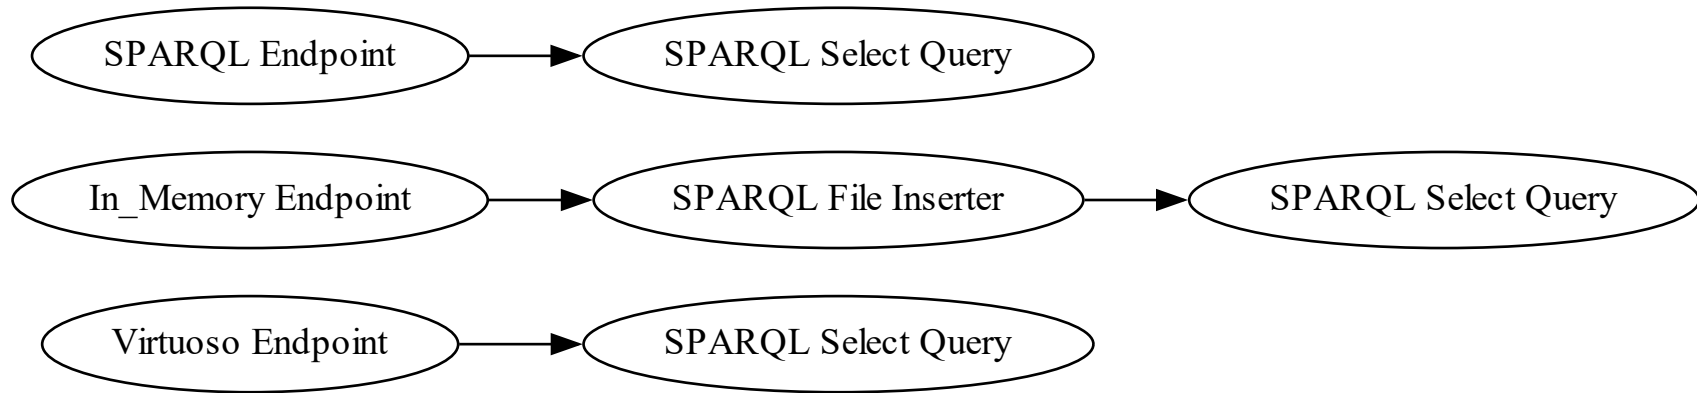 SPARQL Endpoint
SPARQL Select Query
In_Memory Endpoint
SPARQL File Inserter
SPARQL Select Query
Virtuoso Endpoint
SPARQL Select Query